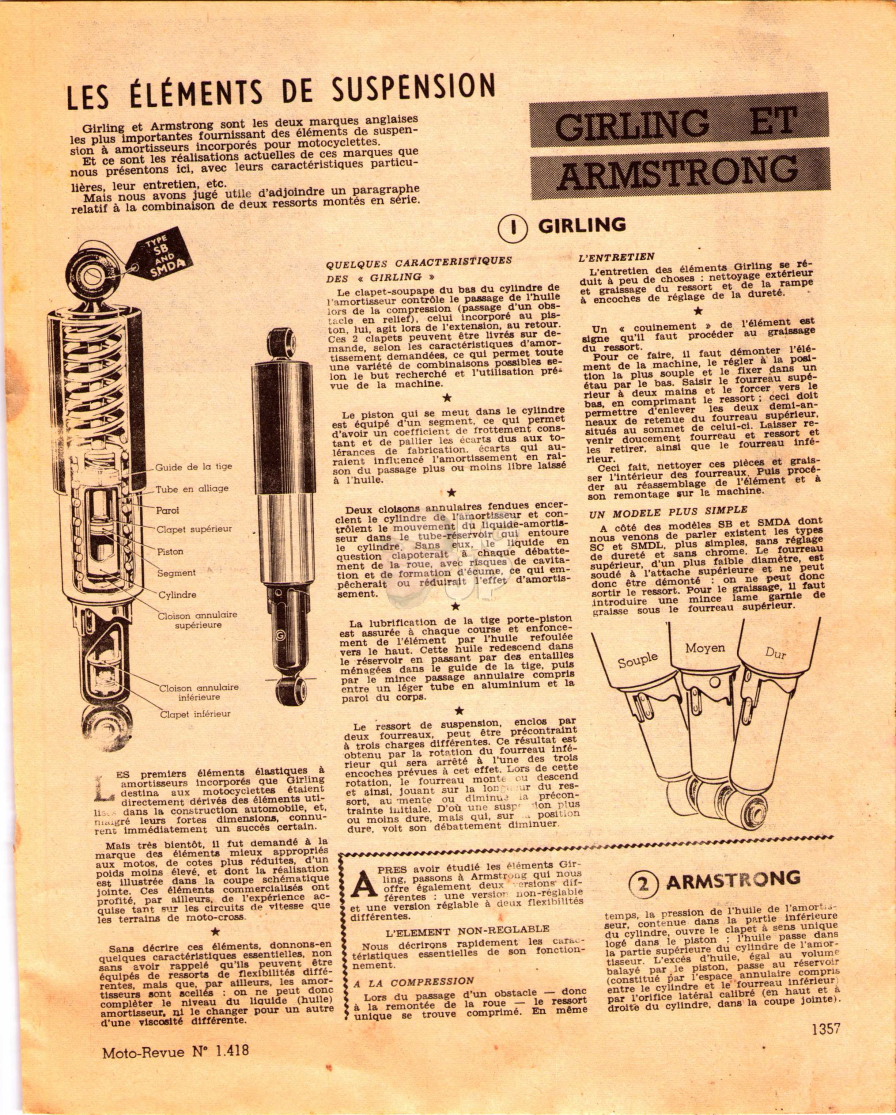 LES ÉLÉMENTS DE SUSPENSION
Girling et Armstrong sont les deux marques anglaises
les plus importantes fournissant des éléments de suspen-
sion à amortisseurs incorporés pour motocyclettes.
Et ce sont les réalisations actuelles de ces marques que
nous présentons ici, avec leurs caractéristiques particu-
lières, leur entretien, etc.
Mais nous avons jugé utile d'adjoindre un paragraphe
relatif à la combinaison de deux ressorts montés en série.
GIRLING ET
ARMSTRONG
1 GIRLING
TYPE
SB
AND
SMDA
Guide de la tige
Tube en alliage
Paroi
Clapet supérieur
Piston
Segment
Cylindre
Cloison annulaire
supérieure
Cloison annulaire
inférieure
Clapet inférieur
LES premiers éléments élastiques à
amortisseurs incorporés que Girling
destina aux motocyclettes étaient
directement dérivés des éléments uti-
lisés dans la construction automobile, et,
malgré leurs fortes dimensions, connu-
rent immédiatement un succès certain.
Mais très bientôt, il fut demandé à la
marque des éléments mieux appropriés
aux motos, de cotes plus réduites, d'un
poids moins élevé, et dont la réalisation
est illustrée dans la coupe schématique
jointe. Ces éléments commercialisés ont
profité, par ailleurs, de l'expérience ac-
quise tant sur les circuits de vitesse que
les terrains de moto-cross.
★
Sans décrire ces éléments, donnons-en
quelques caractéristiques essentielles, non
sans avoir rappelé qu'ils peuvent être
équipés de ressorts de flexibilités diffé-
rentes, mais que, par ailleurs, les amor-
tisseurs sont scellés : on ne peut donc
compléter le niveau du liquide (huile)
amortisseur, ni le changer pour un autre
d'une viscosité différente.
QUELQUES CARACTERISTIQUES
DES « GIRLING »
Le clapet-soupape du bas du cylindre de
l'amortisseur contrôle le passage de l'huile
lors de la compression (passage d'un obs-
tacle en relief), celui incorporé au pis-
ton, lui, agit lors de l'extension, au retour.
Ces 2 clapets peuvent être livrés sur de-
mande, selon les caractéristiques d'amor-
tissement demandées, ce qui permet toute
une variété de combinaisons possibles se-
lon le but recherché et l'utilisation pré-
vue de la machine.
★
Le piston qui se meut dans le cylindre
est équipé d'un segment, ce qui permet
d'avoir un coefficient de frottement cons-
tant et de pallier les écarts dus aux to-
lérances de fabrication, écarts qui au-
raient influencé l'amortissement en rai-
son du passage plus ou moins libre laissé
à l'huile.
★
Deux cloisons annulaires fendues encer-
clent le cylindre de l'amortisseur et con-
trôlent le mouvement du liquide-amortis-
seur dans le tube-réservoir qui entoure
le cylindre. Sans eux, le liquide en
question clapoterait à chaque débatte-
ment de la roue, avec risques de cavita-
tion et de formation d'écume, ce qui em-
pêcherait ou réduirait l'effet d'amortis-
sement.
★
La lubrification de la tige porte-piston
est assurée à chaque course et enfonce-
ment de l'élément par l'huile refoulée
vers le haut. Cette huile redescend dans
le réservoir en passant par des entailles
ménagées dans le guide de la tige, puis
par le mince passage annulaire compris
entre un léger tube en aluminium et la
paroi du corps.
★
Le ressort de suspension, enclos par
deux fourreaux, peut être précontraint
à trois charges différentes. Ce résultat est
obtenu par la rotation du fourreau infé-
rieur qui sera arrêté à l'une des trois
encoches prévues à cet effet. Lors de cette
rotation, le fourreau monte ou descend
et ainsi, jouant sur la longueur du res-
sort, augmente ou diminue la précon-
trainte initiale. D'où une suspension plus
ou moins dure, mais qui, sur position
dure, voit son débattement diminuer.
L'ENTRETIEN
L'entretien des éléments Girling se ré-
duit à peu de choses : nettoyage extérieur
et graissage du ressort et de la rampe
à encoches de réglage de la dureté.
★
Un « couinement » de l'élément est
signe qu'il faut procéder au graissage
du ressort.
Pour ce faire, il faut démonter l'élé-
ment de la machine, le régler à la posi-
tion la plus souple et le fixer dans un
étau par le bas. Saisir le fourreau supé-
rieur à deux mains et le forcer vers le
bas, en comprimant le ressort ; ceci doit
permettre d'enlever les deux demi-an-
neaux de retenue du fourreau supérieur,
situés au sommet de celui-ci. Laisser re-
venir doucement fourreau et ressort et
les retirer, ainsi que le fourreau infé-
rieur.
Ceci fait, nettoyer ces pièces et grais-
ser l'intérieur des fourreaux. Puis procé-
der au réassemblage de l'élément et à
son remontage sur la machine.
UN MODELE PLUS SIMPLE
A côté des modèles SB et SMDA dont
nous venons de parler existent les types
SC et SMDL, plus simples, sans réglage
de dureté et sans chrome. Le fourreau
supérieur, d'un plus faible diamètre, est
soudé à l'attache supérieure et ne peut
donc être démonté : on ne peut donc
sortir le ressort. Pour le graissage, il faut
introduire une mince lame garnie de
graisse sous le fourreau supérieur.
Souple
Moyen
Dur
APRES avoir étudié les éléments Gir-
ling, passons à Armstrong qui nous
offre également deux versions dif-
férentes : une version non-réglable
et une version réglable à deux flexibilités
différentes.
L'ELEMENT NON-REGLABLE
Nous décrirons rapidement les carac-
téristiques essentielles de son fonction-
nement.
A LA COMPRESSION
Lors du passage d'un obstacle — donc
à la remontée de la roue — le ressort
unique se trouve comprimé. En même
2 ARMSTRONG
temps, la pression de l'huile de l'amortis-
seur, contenue dans la partie inférieure
du cylindre, ouvre le clapet à sens unique
logé dans le piston ; l'huile passe dans
la partie supérieure du cylindre de l'amor-
tisseur. L'excés d'huile, égal au volume
balayé par le piston, passe au réservoir
(constitué par l'espace annulaire compris
entre le cylindre et le fourreau inférieur)
par l'orifice latéral calibré (en haut et à
droite du cylindre, dans la coupe jointe).
1357
Moto-Revue N° 1.418